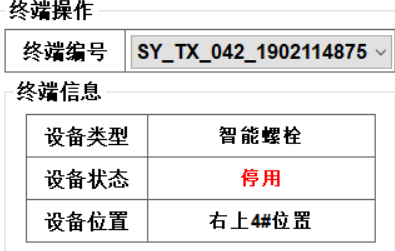 终端操作
终端编号 SY_TX_042_1902114875
终端信息
设备类型 智能螺栓
设备状态 停用
设备位置 右上4#位置